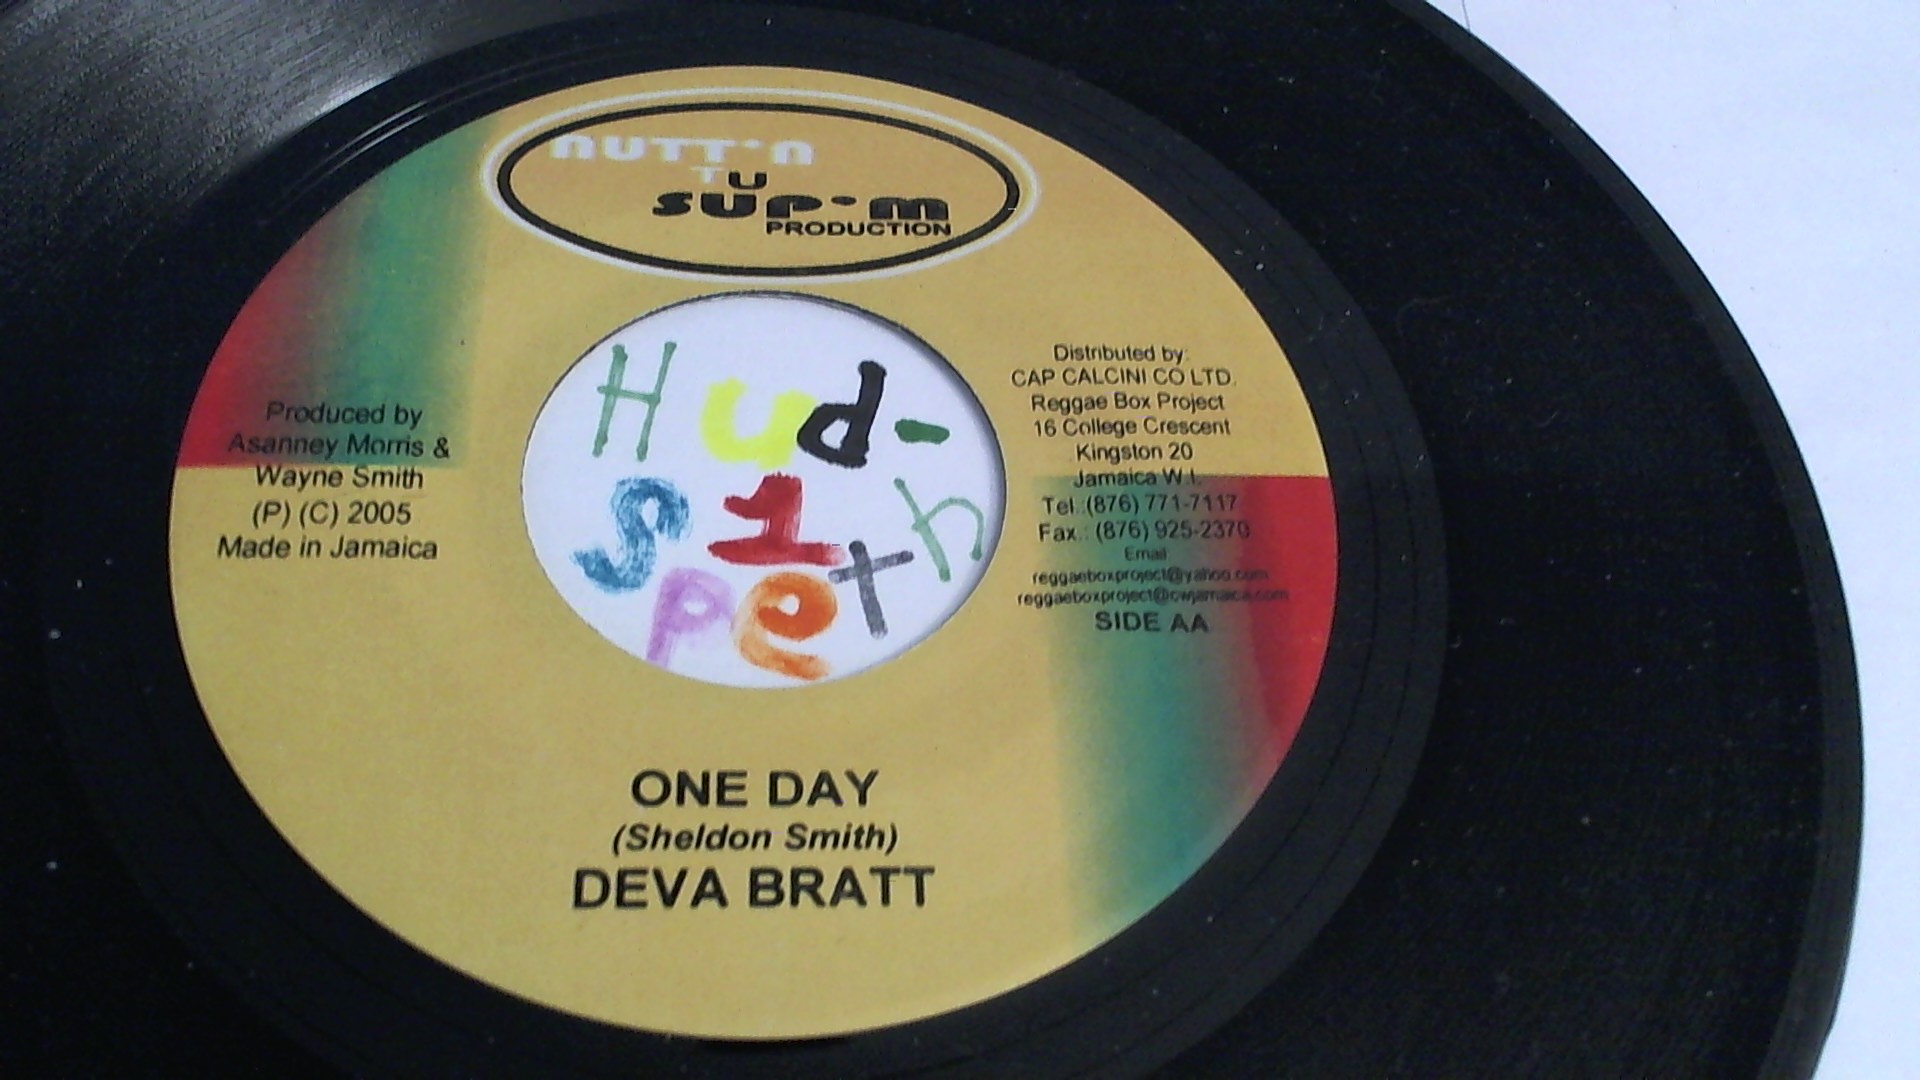 NUTT'N
TU
SUP'M
PRODUCTION
Produced by
Asanney Morris &
Wayne Smith
(P) (C) 2005
Made in Jamaica
Hud-
S1h
Pet
Distributed by:
CAP CALCINI CO LTD.
Reggae Box Project
16 College Crescent
Kingston 20
Jamaica W.I.
Tel.:(876) 771-7117
Fax.: (876) 925-2370
Email:
reggaeboxproject@yahoo.com
reggaeboxproject@cwjamaica.com
SIDE AA
ONE DAY
(Sheldon Smith)
DEVA BRATT